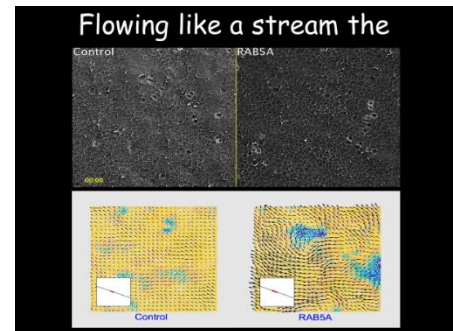 Flowing like a stream the
Control
RAB5A
00:00
Control
RAB5A